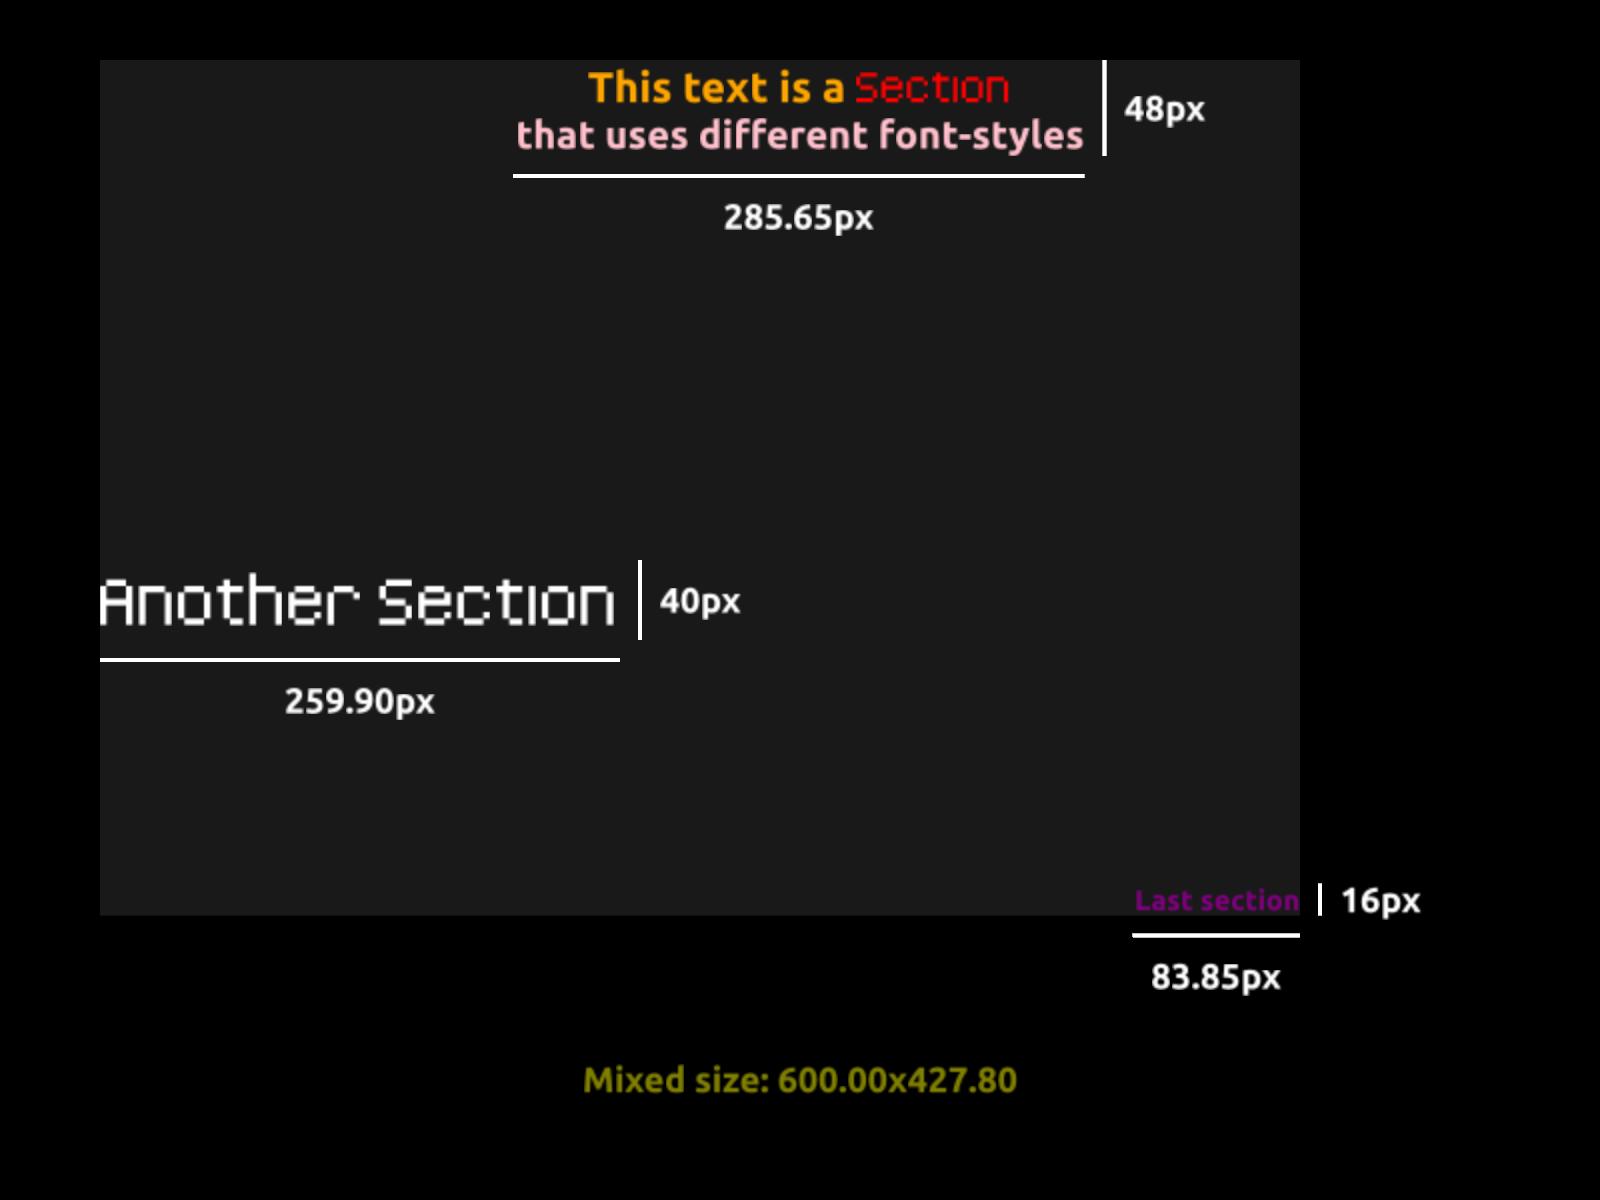 This text is a Section
that uses different font-styles
48px
285.65px
Another Section
40px
259.90px
Last section
16px
83.85px
Mixed size: 600.00x427.80